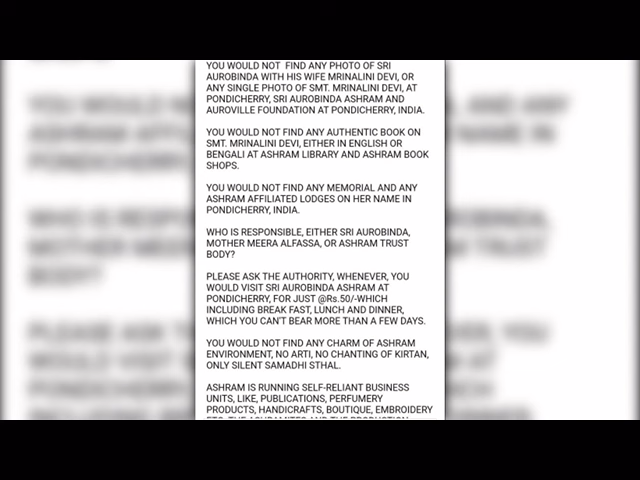 YOU WOULD NOT FIND ANY PHOTO OF SRI
AUROBINDA WITH HIS WIFE MRINALINI DEVI, OR
ANY SINGLE PHOTO OF SMT. MRINALINI DEVI, AT
PONDICHERRY, SRI AUROBINDA ASHRAM AND
AUROVILLE FOUNDATION AT PONDICHERRY, INDIA.
YOU WOULD NOT FIND ANY AUTHENTIC BOOK ON
SMT. MRINALINI DEVI, EITHER IN ENGLISH OR
BENGALI AT ASHRAM LIBRARY AND ASHRAM BOOK
SHOPS.
YOU WOULD NOT FIND ANY MEMORIAL AND ANY
ASHRAM AFFILIATED LODGES ON HER NAME IN
PONDICHERRY, INDIA.
WHO IS RESPONSIBLE, EITHER SRI AUROBINDA,
MOTHER MEERA ALFASSA, OR ASHRAM TRUST
BODY?
PLEASE ASK THE AUTHORITY, WHENEVER, YOU
WOULD VISIT SRI AUROBINDA ASHRAM AT
PONDICHERRY, FOR JUST @Rs.50/-WHICH
INCLUDING BREAK FAST, LUNCH AND DINNER,
WHICH YOU CAN'T BEAR MORE THAN A FEW DAYS.
YOU WOULD NOT FIND ANY CHARM OF ASHRAM
ENVIRONMENT, NO ARTI, NO CHANTING OF KIRTAN,
ONLY SILENT SAMADHI STHAL.
ASHRAM IS RUNNING SELF-RELIANT BUSINESS
UNITS, LIKE, PUBLICATIONS, PERFUMERY
PRODUCTS, HANDICRAFTS, BOUTIQUE, EMBROIDERY